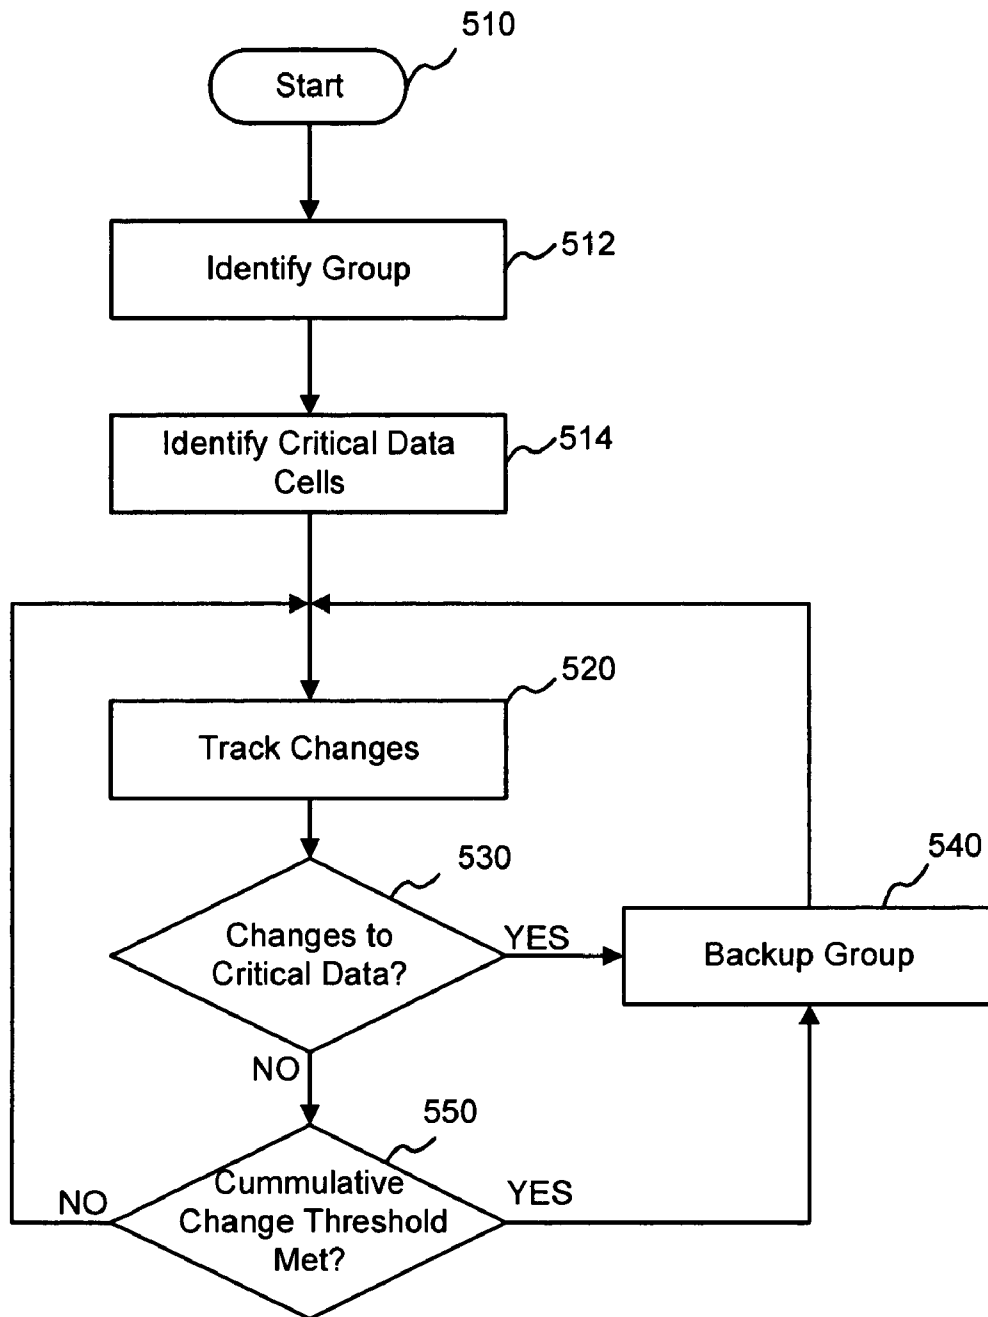 510
Start
512
Identify Group
514
Identify Critical Data
Cells
520
Track Changes
530
540
Changes to
Critical Data?
YES
Backup Group
NO
550
Cummulative
Change Threshold
Met?
NO
YES